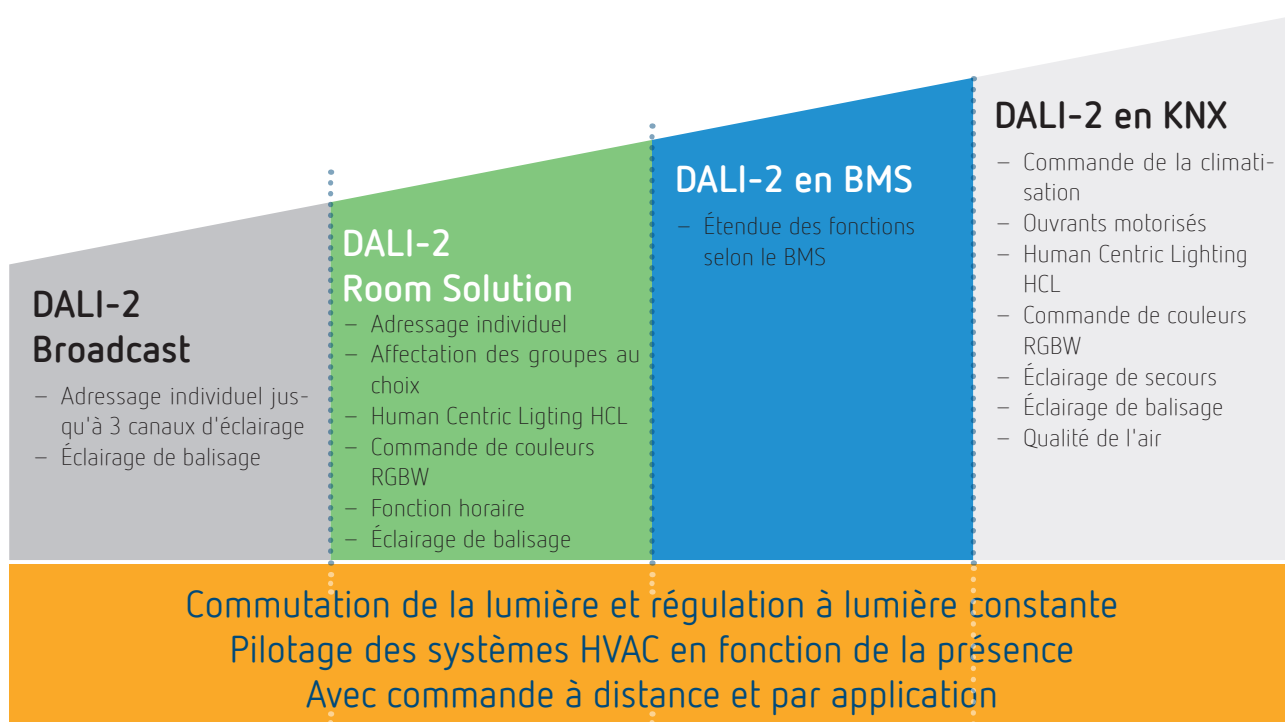 DALI-2
Broadcast
– Adressage individuel jus-
qu'à 3 canaux d'éclairage
– Éclairage de balisage
DALI-2
Room Solution
– Adressage individuel
– Affectation des groupes au
choix
– Human Centric Ligting HCL
– Commande de couleurs
RGBW
– Fonction horaire
– Éclairage de balisage
DALI-2 en BMS
– Étendue des fonctions
selon le BMS
DALI-2 en KNX
– Commande de la climati-
sation
– Ouvrants motorisés
– Human Centric Lighting
HCL
– Commande de couleurs
RGBW
– Éclairage de secours
– Éclairage de balisage
– Qualité de l'air
Commutation de la lumière et régulation à lumière constante
Pilotage des systèmes HVAC en fonction de la présence
Avec commande à distance et par application